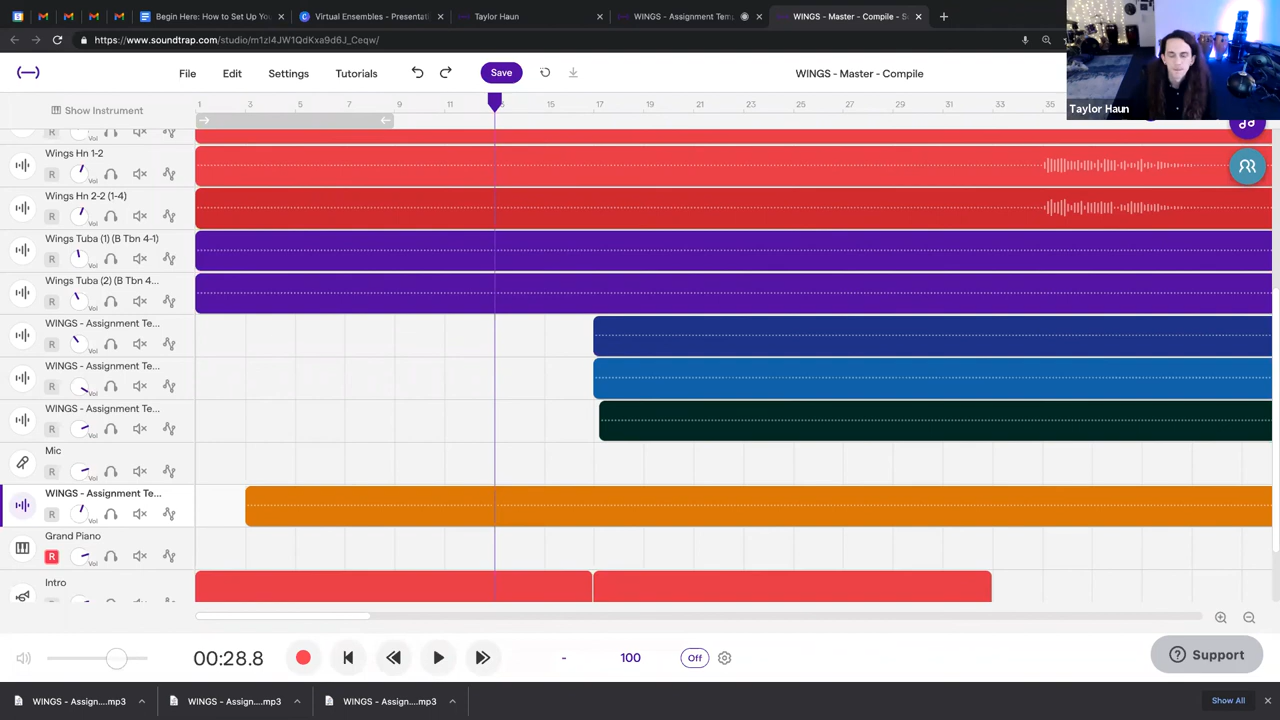 Begin Here: How to Set Up Yo
Virtual Ensembles - Presentati
Taylor Haun
WINGS - Assignment Tem
WINGS - Master - Compile - S
https://www.soundtrap.com/studio/m1zl4JW1QdKxa9d6J_Ceqw/
File Edit Settings Tutorials Save WINGS - Master - Compile
Taylor Haun
Show Instrument
1 3 5 7 9 11 15 17 19 21 23 25 27 29 31 33 35
R Vol
Wings Hn 1-2
R Vol
Wings Hn 2-2 (1-4)
R Vol
Wings Tuba (1) (B Tbn 4-1)
R Vol
Wings Tuba (2) (B Tbn 4...
R Vol
WINGS - Assignment Te...
R Vol
WINGS - Assignment Te...
R Vol
WINGS - Assignment Te...
R Vol
Mic
R Vol
WINGS - Assignment Te...
R Vol
Grand Piano
R Vol
Intro
00:28.8 - 100 Off
Support
WINGS - Assign....mp3
WINGS - Assign....mp3
WINGS - Assign....mp3
Show All